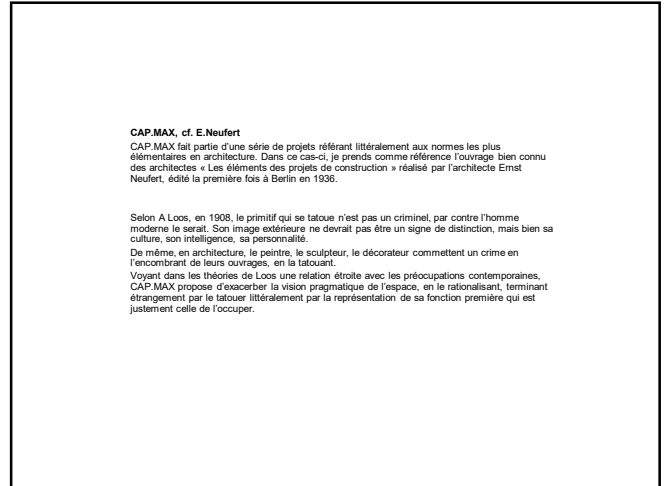 CAP.MAX, cf. E.Neufert
CAP.MAX fait partie d'une série de projets référant littéralement aux normes les plus
élémentaires en architecture. Dans ce cas-ci, je prends comme référence l'ouvrage bien connu
des architectes « Les éléments des projets de construction » réalisé par l'architecte Ernst
Neufert, édité la première fois à Berlin en 1936.
Selon A Loos, en 1908, le primitif qui se tatoue n'est pas un criminel, par contre l'homme
moderne le serait. Son image extérieure ne devrait pas être un signe de distinction, mais bien sa
culture, son intelligence, sa personnalité.
De même, en architecture, le peintre, le sculpteur, le décorateur commettent un crime en
l'encombrant de leurs ouvrages, en la tatouant.
Voyant dans les théories de Loos une relation étroite avec les préocupations contemporaines,
CAP.MAX propose d'exacerber la vision pragmatique de l'espace, en le rationalisant, terminant
étrangement par le tatouer littéralement par la représentation de sa fonction première qui est
justement celle de l'occuper.